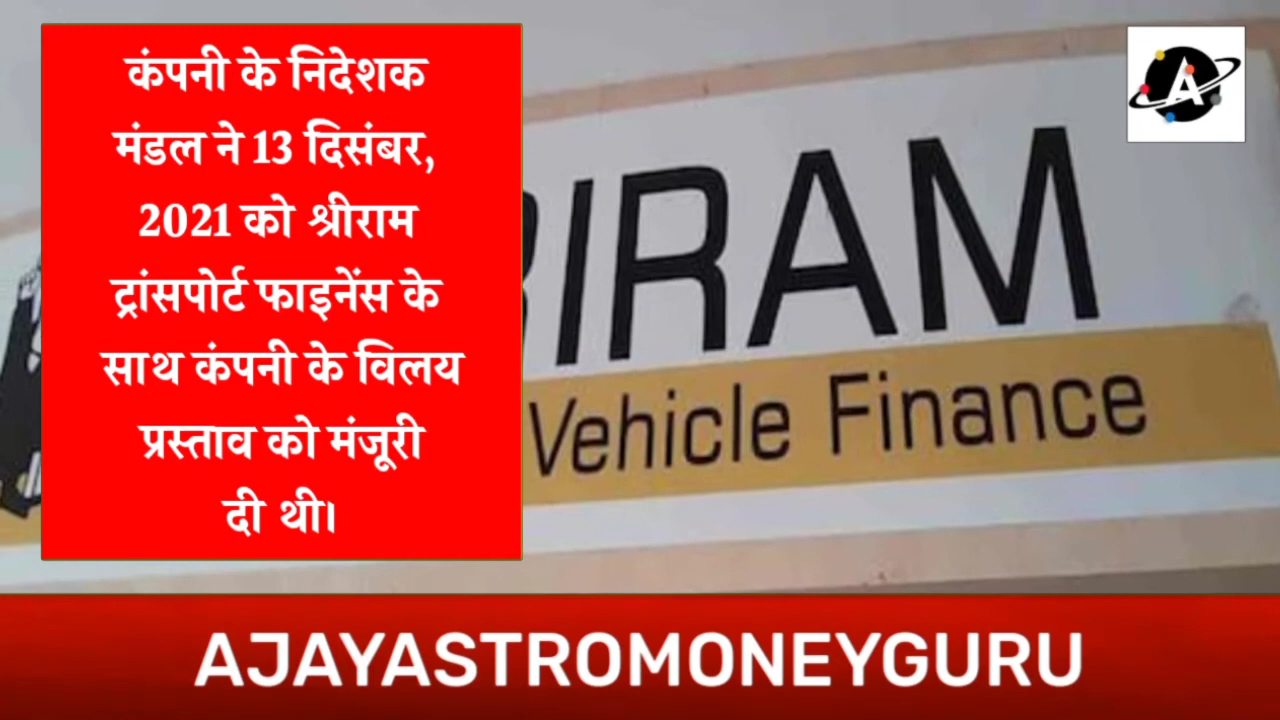 कंपनी के निदेशक
मंडल ने 13 दिसंबर,
2021 को श्रीराम
ट्रांसपोर्ट फाइनेंस के
साथ कंपनी के विलय
प्रस्ताव को मंजूरी
दी थी।
A
RIRAM
Vehicle Finance
AJAYASTROMONEYGURU